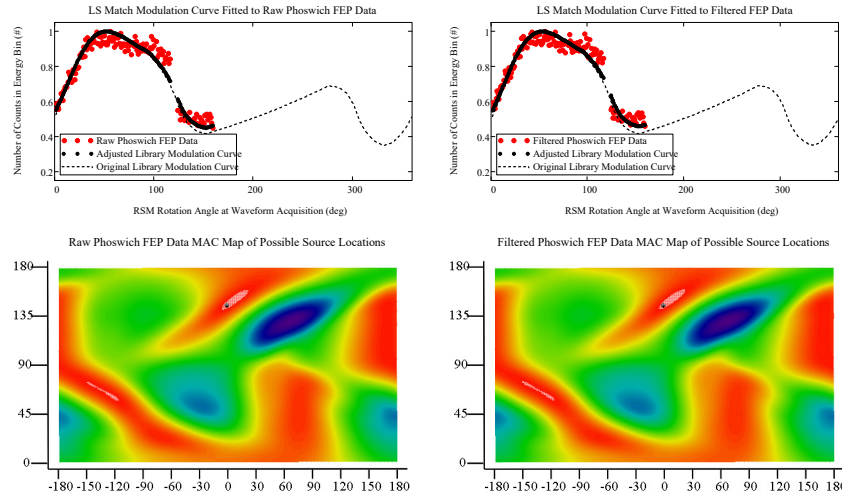 LS Match Modulation Curve Fitted to Raw Phoswich FEP Data
Number of Counts in Energy Bin (#)
1
0.8
0.6
0.4
0.2
Raw Phoswich FEP Data
Adjusted Library Modulation Curve
Original Library Modulation Curve
0 100 200 300
RSM Rotation Angle at Waveform Acquisition (deg)
LS Match Modulation Curve Fitted to Filtered FEP Data
Number of Counts in Energy Bin (#)
1
0.8
0.6
0.4
0.2
Filtered Phoswich FEP Data
Adjusted Library Modulation Curve
Original Library Modulation Curve
0 100 200 300
RSM Rotation Angle at Waveform Acquisition (deg)
Raw Phoswich FEP Data MAC Map of Possible Source Locations
180
135
90
45
0
-180 -150 -120 -90 -60 -30 0 30 60 90 120 150 180
Filtered Phoswich FEP Data MAC Map of Possible Source Locations
180
135
90
45
0
-180 -150 -120 -90 -60 -30 0 30 60 90 120 150 180